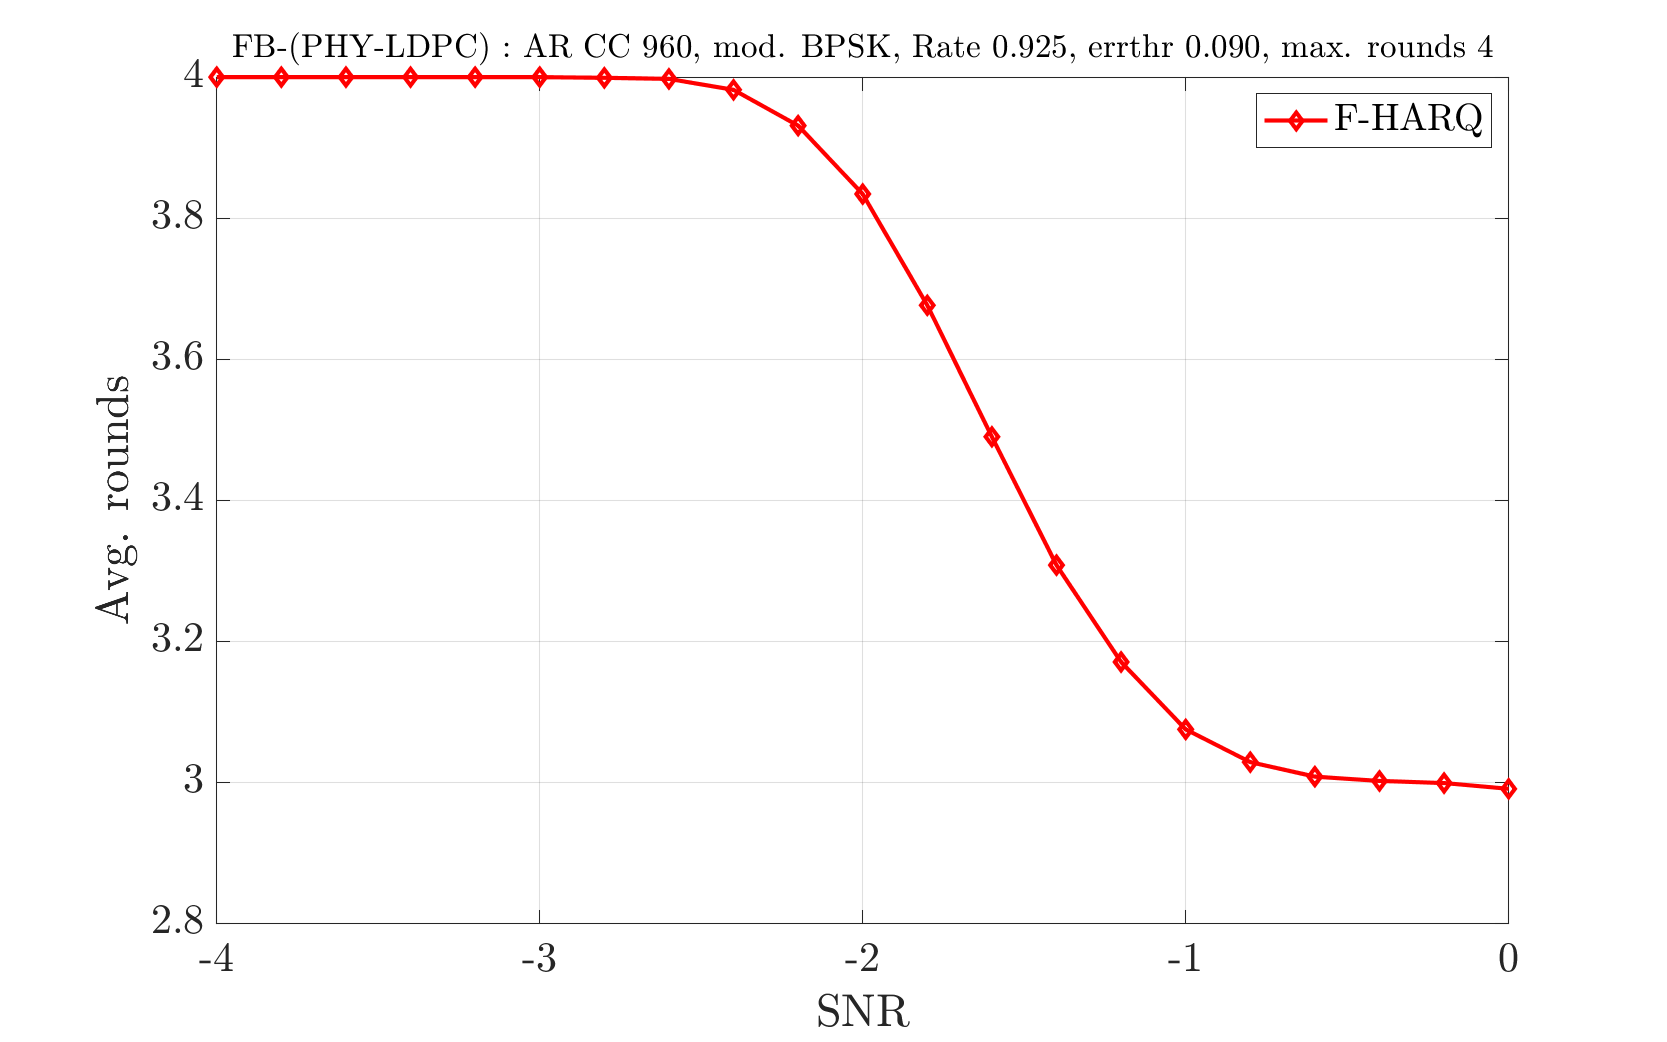 FB-(PHY-LDPC) : AR CC 960, mod. BPSK, Rate 0.925, errthr 0.090, max. rounds 4
F-HARQ
Avg. rounds
4
3.8
3.6
3.4
3.2
3
2.8
-4 -3 -2 -1 0
SNR